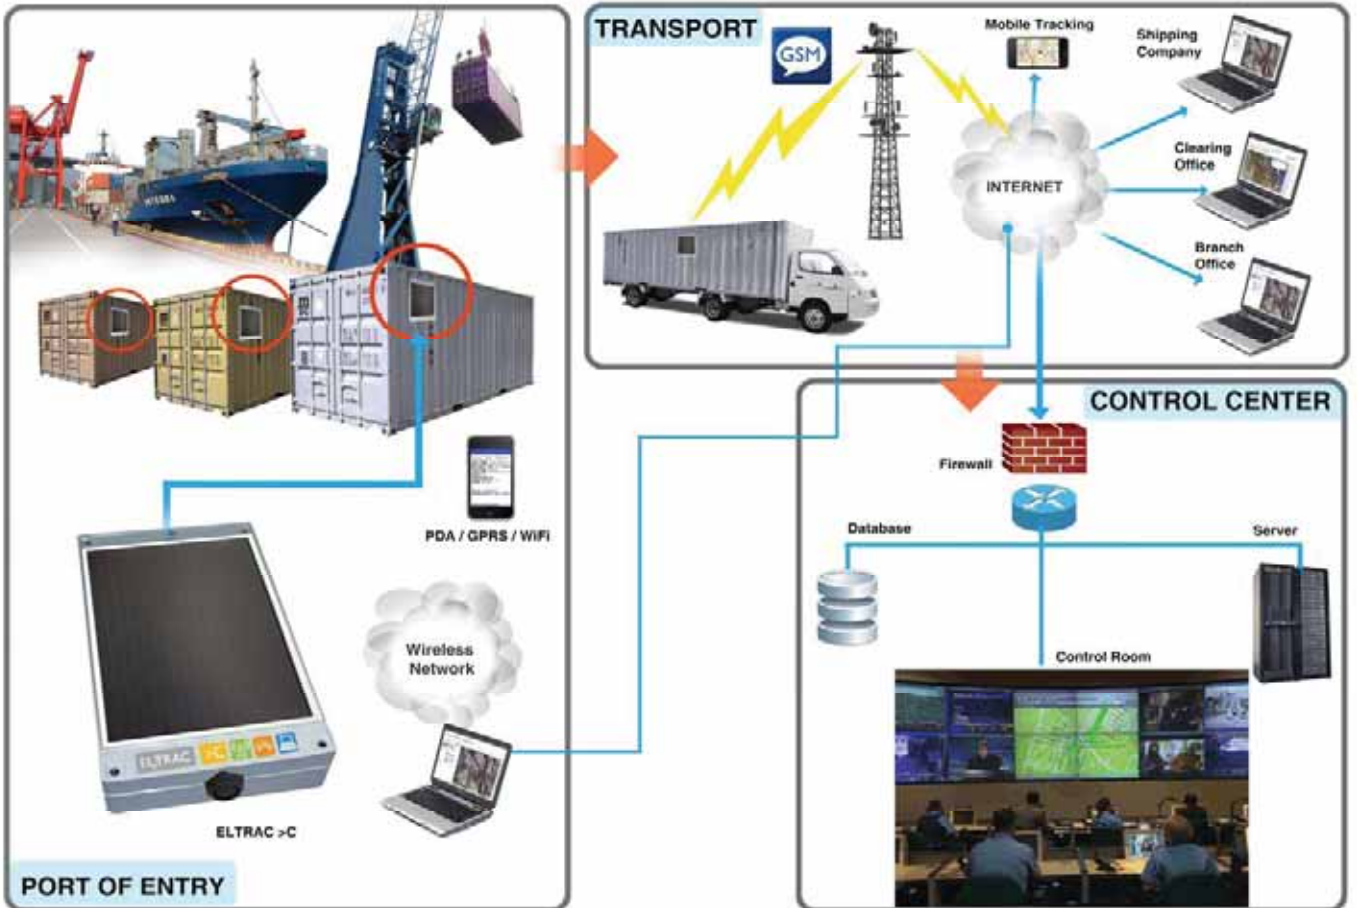 TRANSPORT
GSM
Mobile Tracking
Shipping
Company
Clearing
Office
INTERNET
Branch
Office
CONTROL CENTER
Firewall
Database
Server
Control Room
PDA / GPRS / WiFi
Wireless
Network
ELTRAC >C
ELTRAC >C
PORT OF ENTRY